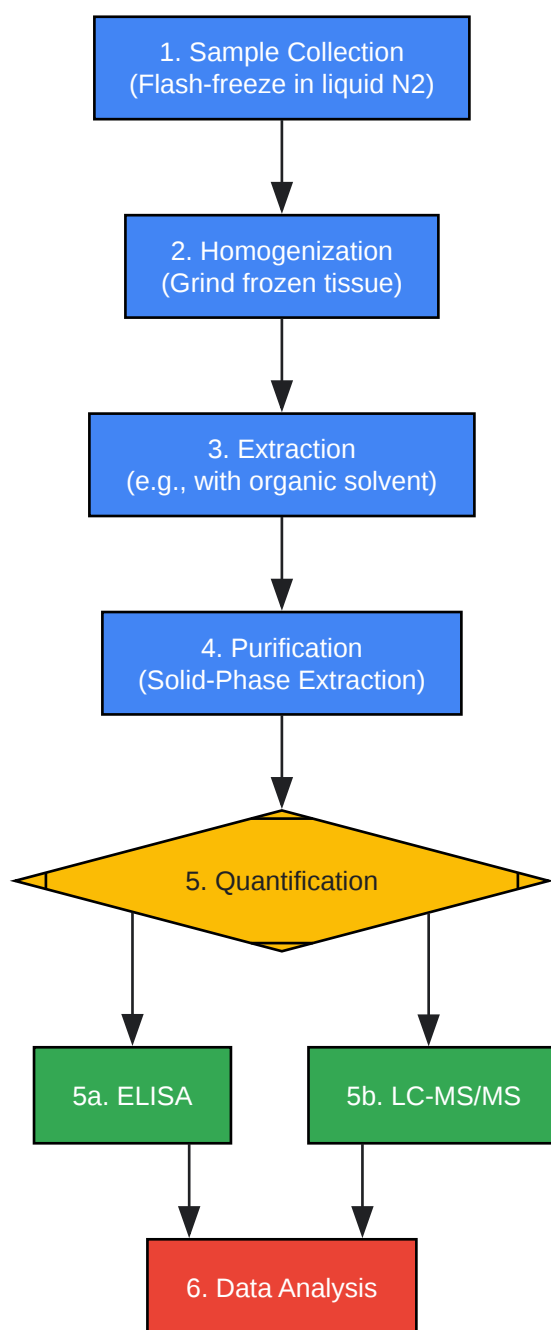 1. Sample Collection
(Flash-freeze in liquid N2)
2. Homogenization
(Grind frozen tissue)
3. Extraction
(e.g., with organic solvent)
4. Purification
(Solid-Phase Extraction)
5. Quantification
5a. ELISA
5b. LC-MS/MS
6. Data Analysis